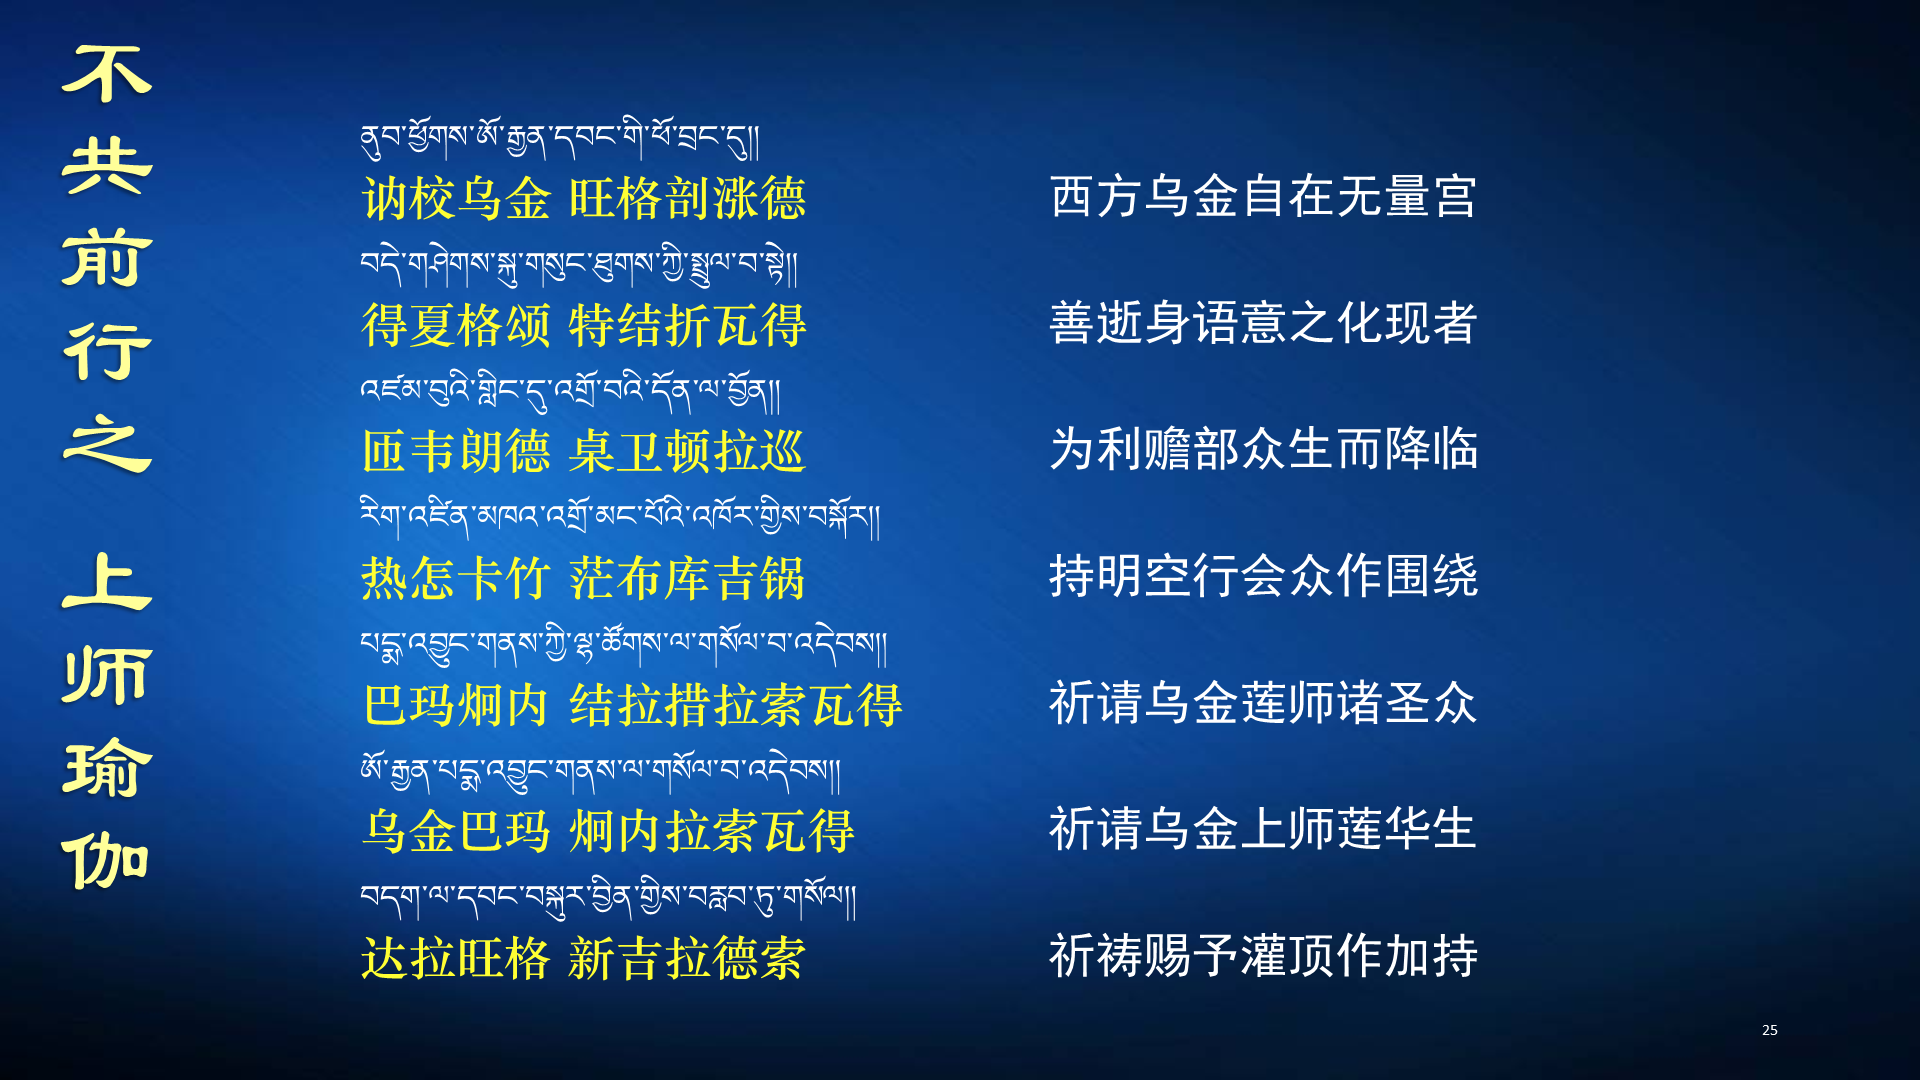 不共前行之 上师瑜伽
ནུབ་ཕྱོགས་ཨོ་རྒྱན་དབང་གི་ཕོ་བྲང་དུ།།
讷校乌金 旺格剖涨德
西方乌金自在无量宫
བདེ་གཤེགས་སྐུ་གསུང་ཐུགས་ཀྱི་སྤྲུལ་བ་སྟེ།།
得夏格颂 特结折瓦得
善逝身语意之化现者
འཛམ་བུའི་གླིང་དུ་འགྲོ་བའི་དོན་ལ་བྱོན།།
匝韦朗德 桌卫顿拉巡
为利赡部众生而降临
རིག་འཛིན་མཁའ་འགྲོ་མང་པོའི་འཁོར་གྱིས་བསྐོར།།
热怎卡竹 茫布库吉锅
持明空行会众作围绕
པདྨ་འབྱུང་གནས་ཀྱི་ལྷ་ཚོགས་ལ་གསོལ་བ་འདེབས།།
巴玛炯内 结拉措拉索瓦得
祈请乌金莲师诸圣众
ཨོ་རྒྱན་པདྨ་འབྱུང་གནས་ལ་གསོལ་བ་འདེབས།།
乌金巴玛 炯内拉索瓦得
祈请乌金上师莲华生
བདག་ལ་དབང་བསྐུར་བྱིན་གྱིས་བརླབ་ཏུ་གསོལ།།
达拉旺格 新吉拉德索
祈祷赐予灌顶作加持
25